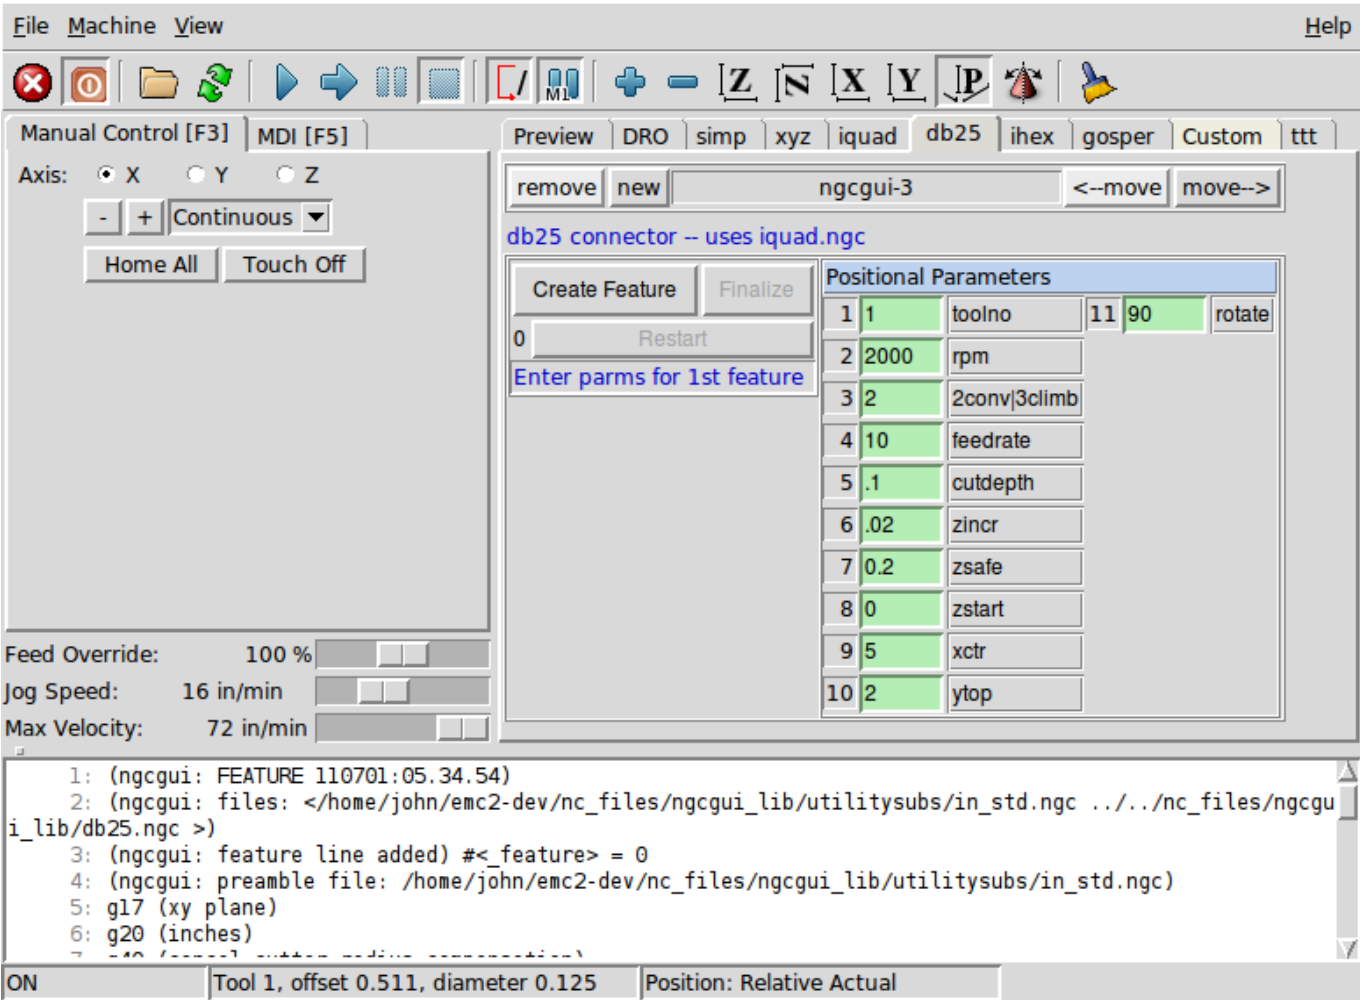 File Machine View Help
M1 Z N X Y P
Manual Control [F3] MDI [F5] Preview DRO simp xyz iquad db25 ihex gosper Custom ttt
Axis: X Y Z
remove new ngcgui-3 <--move move-->
- + Continuous
db25 connector -- uses iquad.ngc
Home All Touch Off
Create Feature Finalize
0 Restart
Enter parms for 1st feature
Positional Parameters
1 1 toolno 11 90 rotate
2 2000 rpm
3 2 2conv|3climb
4 10 feedrate
5 .1 cutdepth
6 .02 zincr
7 0.2 zsafe
8 0 zstart
9 5 xctr
10 2 ytop
Feed Override: 100 %
Jog Speed: 16 in/min
Max Velocity: 72 in/min
1: (ngcgui: FEATURE 110701:05.34.54)
2: (ngcgui: files: </home/john/emc2-dev/nc_files/ngcgui_lib/utilitysubs/in_std.ngc ../../nc_files/ngcgu
i_lib/db25.ngc >)
3: (ngcgui: feature line added) #<_feature> = 0
4: (ngcgui: preamble file: /home/john/emc2-dev/nc_files/ngcgui_lib/utilitysubs/in_std.ngc)
5: g17 (xy plane)
6: g20 (inches)
ON Tool 1, offset 0.511, diameter 0.125 Position: Relative Actual